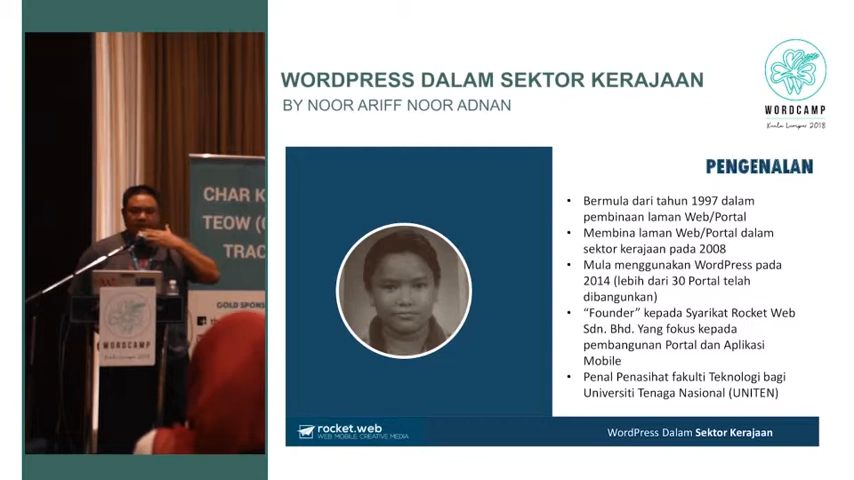 WORDPRESS DALAM SEKTOR KERAJAAN
BY NOOR ARIFF NOOR ADNAN
WORDCAMP
Kuala Lumpur 2018
PENGENALAN
• Bermula dari tahun 1997 dalam
pembinaan laman Web/Portal
• Membina laman Web/Portal dalam
sektor kerajaan pada 2008
• Mula menggunakan WordPress pada
2014 (lebih dari 30 Portal telah
dibangunkan)
• “Founder” kepada Syarikat Rocket Web
Sdn. Bhd. Yang fokus kepada
pembangunan Portal dan Aplikasi
Mobile
• Penal Penasihat fakulti Teknologi bagi
Universiti Tenaga Nasional (UNITEN)
rocket.web
WEB MOBILE CREATIVE MEDIA
WordPress Dalam Sektor Kerajaan
CHAR K
TEOW (
TRAC
GOLD SPONS
WORDCAMP